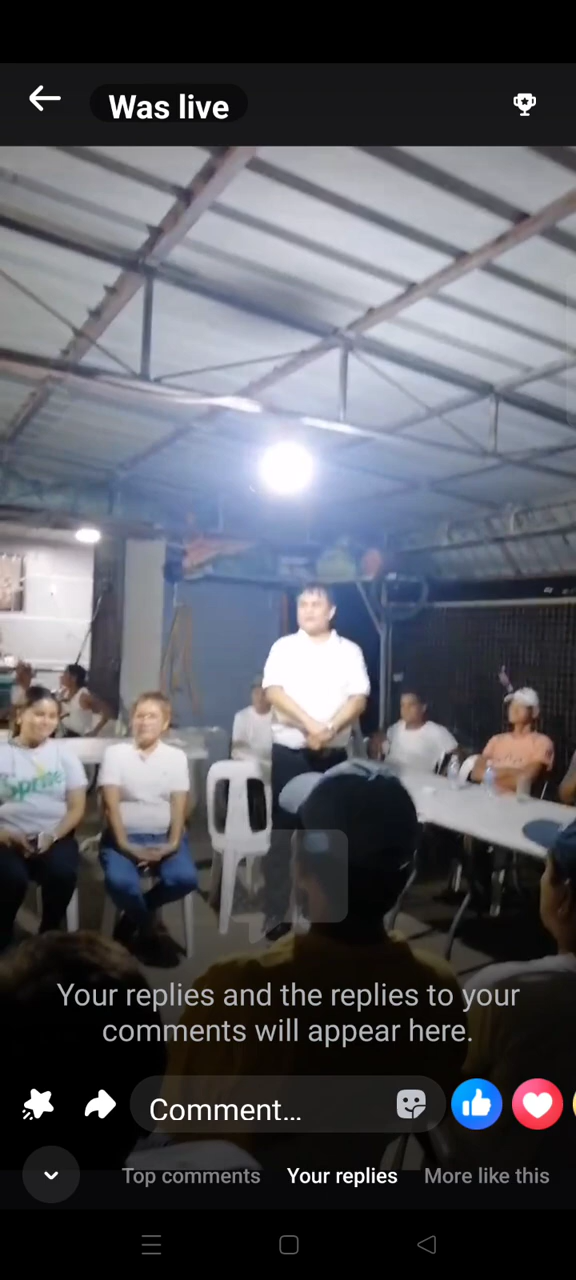 Was live
Sprite
Your replies and the replies to your
comments will appear here.
Comment...
Top comments
Your replies
More like this